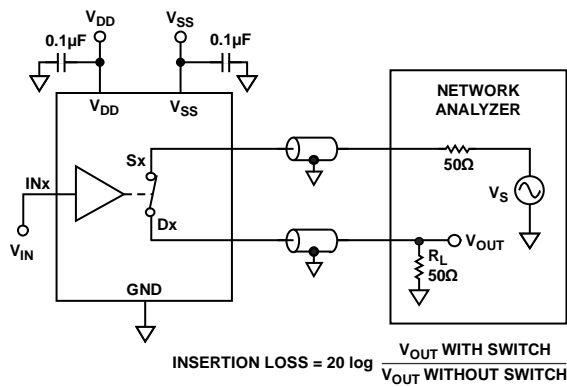 V_DD V_SS
0.1µF 0.1µF
V_DD V_SS
NETWORK
ANALYZER
Sx
50Ω
V_S
INx
Dx
V_OUT
V_IN
R_L
50Ω
GND
INSERTION LOSS = 20 log V_OUT WITH SWITCH
V_OUT WITHOUT SWITCH